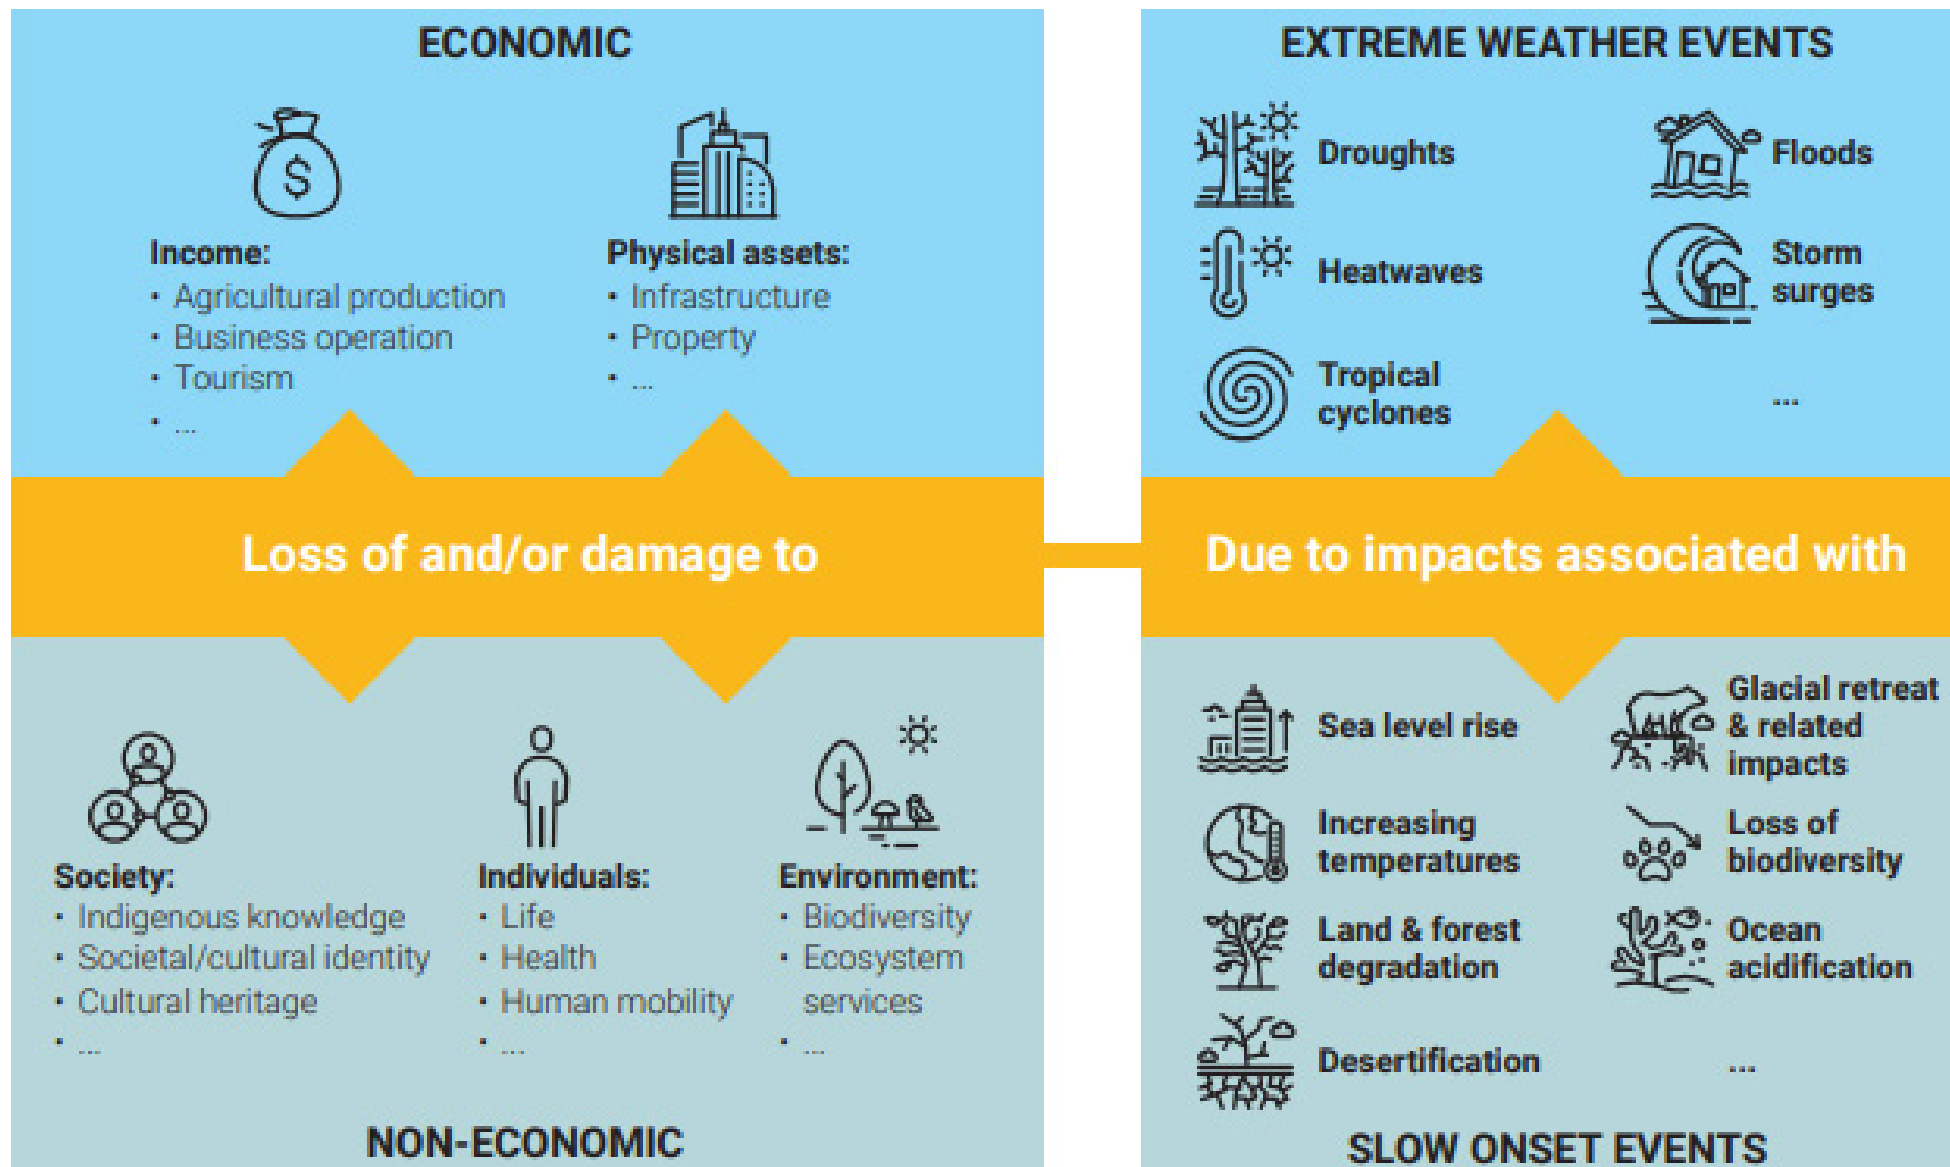 ECONOMIC
$
Income:
• Agricultural production
• Business operation
• Tourism
• ...
Physical assets:
• Infrastructure
• Property
• ...
Loss of and/or damage to
Society:
• Indigenous knowledge
• Societal/cultural identity
• Cultural heritage
• ...
Individuals:
• Life
• Health
• Human mobility
• ...
Environment:
• Biodiversity
• Ecosystem
services
• ...
NON-ECONOMIC
EXTREME WEATHER EVENTS
Droughts
Floods
Heatwaves
Storm
surges
Tropical
cyclones
...
Due to impacts associated with
Sea level rise
Glacial retreat
& related
impacts
Increasing
temperatures
Loss of
biodiversity
Land & forest
degradation
Ocean
acidification
Desertification
...
SLOW ONSET EVENTS